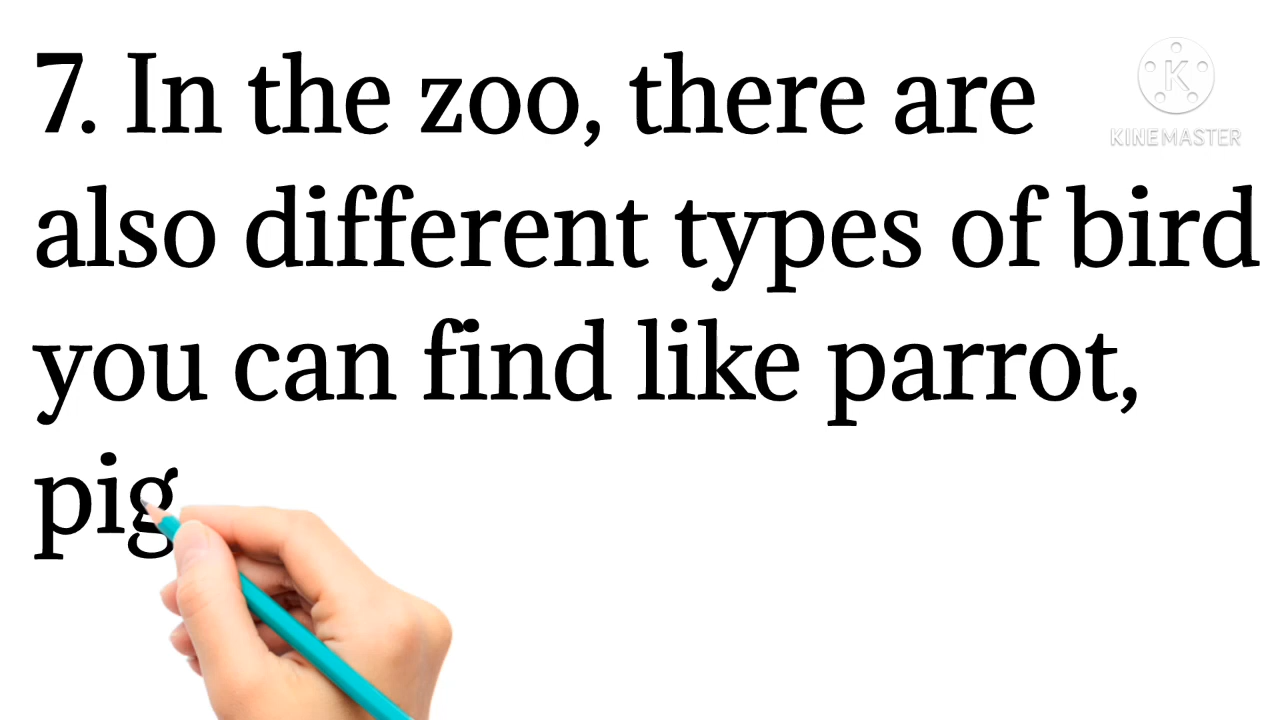 7. In the zoo, there are
also different types of bird
you can find like parrot,
pig
KINEMASTER